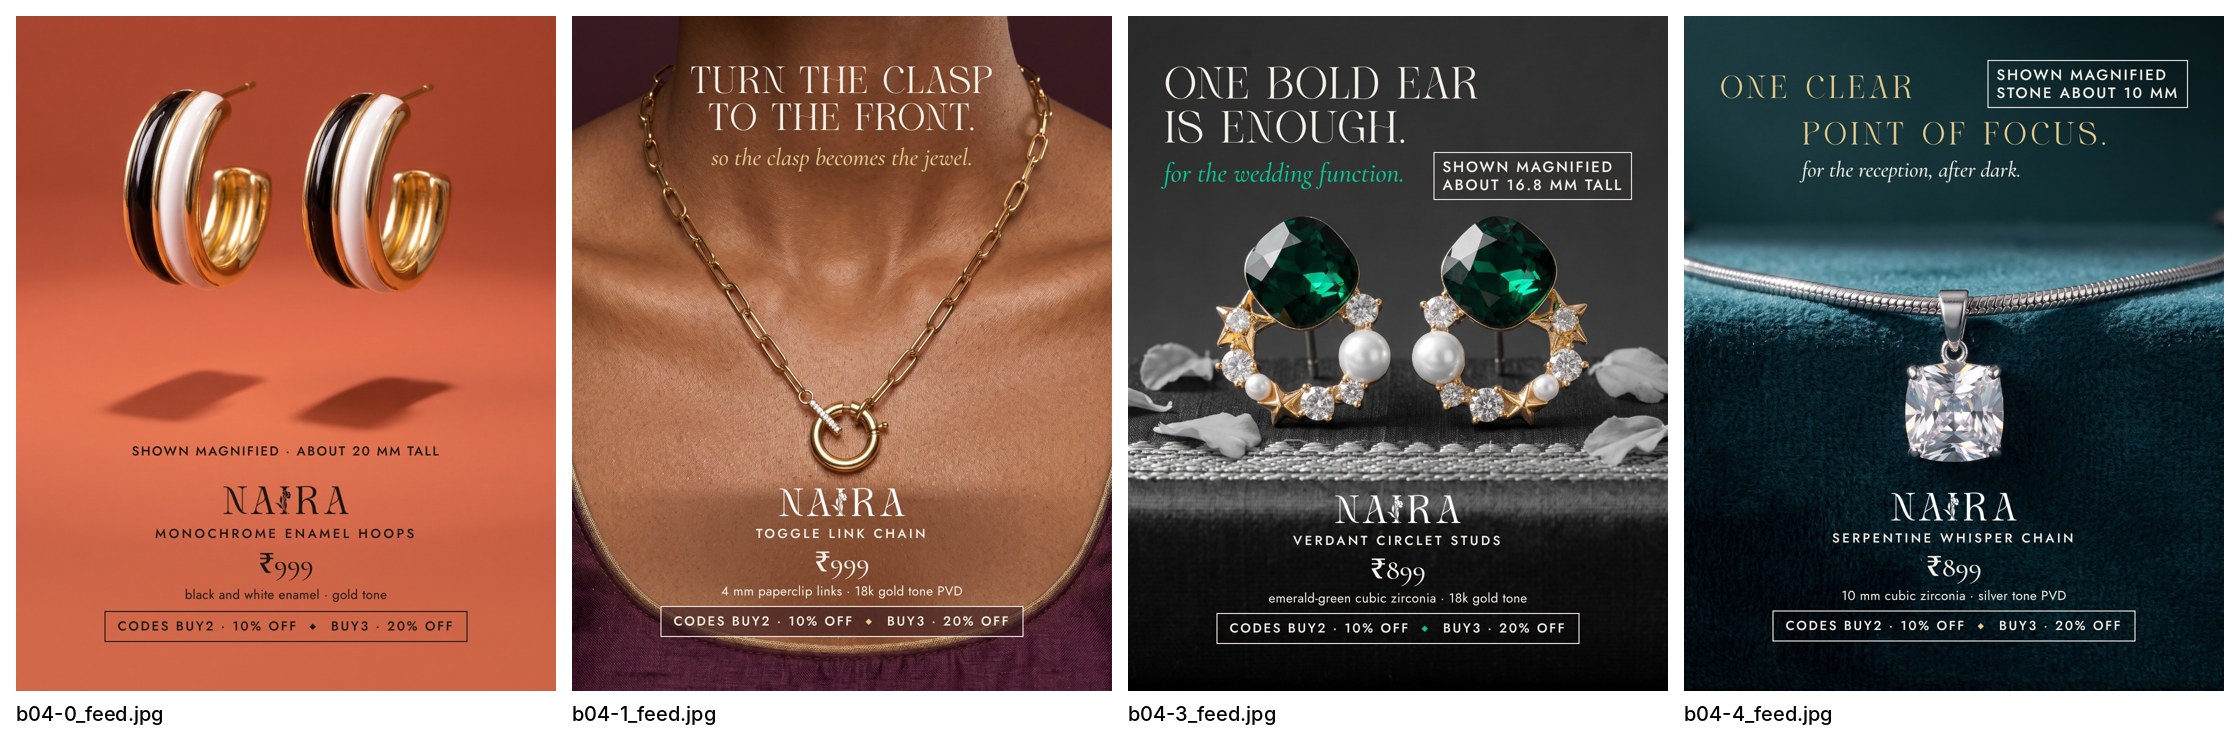 SHOWN MAGNIFIED · ABOUT 20 MM TALL
NAIRA
MONOCHROME ENAMEL HOOPS
₹999
black and white enamel · gold tone
CODES BUY2 · 10% OFF ◆ BUY3 · 20% OFF
b04-0_feed.jpg
TURN THE CLASP
TO THE FRONT.
so the clasp becomes the jewel.
NAIRA
TOGGLE LINK CHAIN
₹999
4 mm paperclip links · 18k gold tone PVD
CODES BUY2 · 10% OFF ◆ BUY3 · 20% OFF
b04-1_feed.jpg
ONE BOLD EAR
IS ENOUGH.
for the wedding function.
SHOWN MAGNIFIED
ABOUT 16.8 MM TALL
NAIRA
VERDANT CIRCLET STUDS
₹899
emerald-green cubic zirconia · 18k gold tone
CODES BUY2 · 10% OFF ◆ BUY3 · 20% OFF
b04-3_feed.jpg
ONE CLEAR
POINT OF FOCUS.
for the reception, after dark.
SHOWN MAGNIFIED
STONE ABOUT 10 MM
NAIRA
SERPENTINE WHISPER CHAIN
₹899
10 mm cubic zirconia · silver tone PVD
CODES BUY2 · 10% OFF ◆ BUY3 · 20% OFF
b04-4_feed.jpg